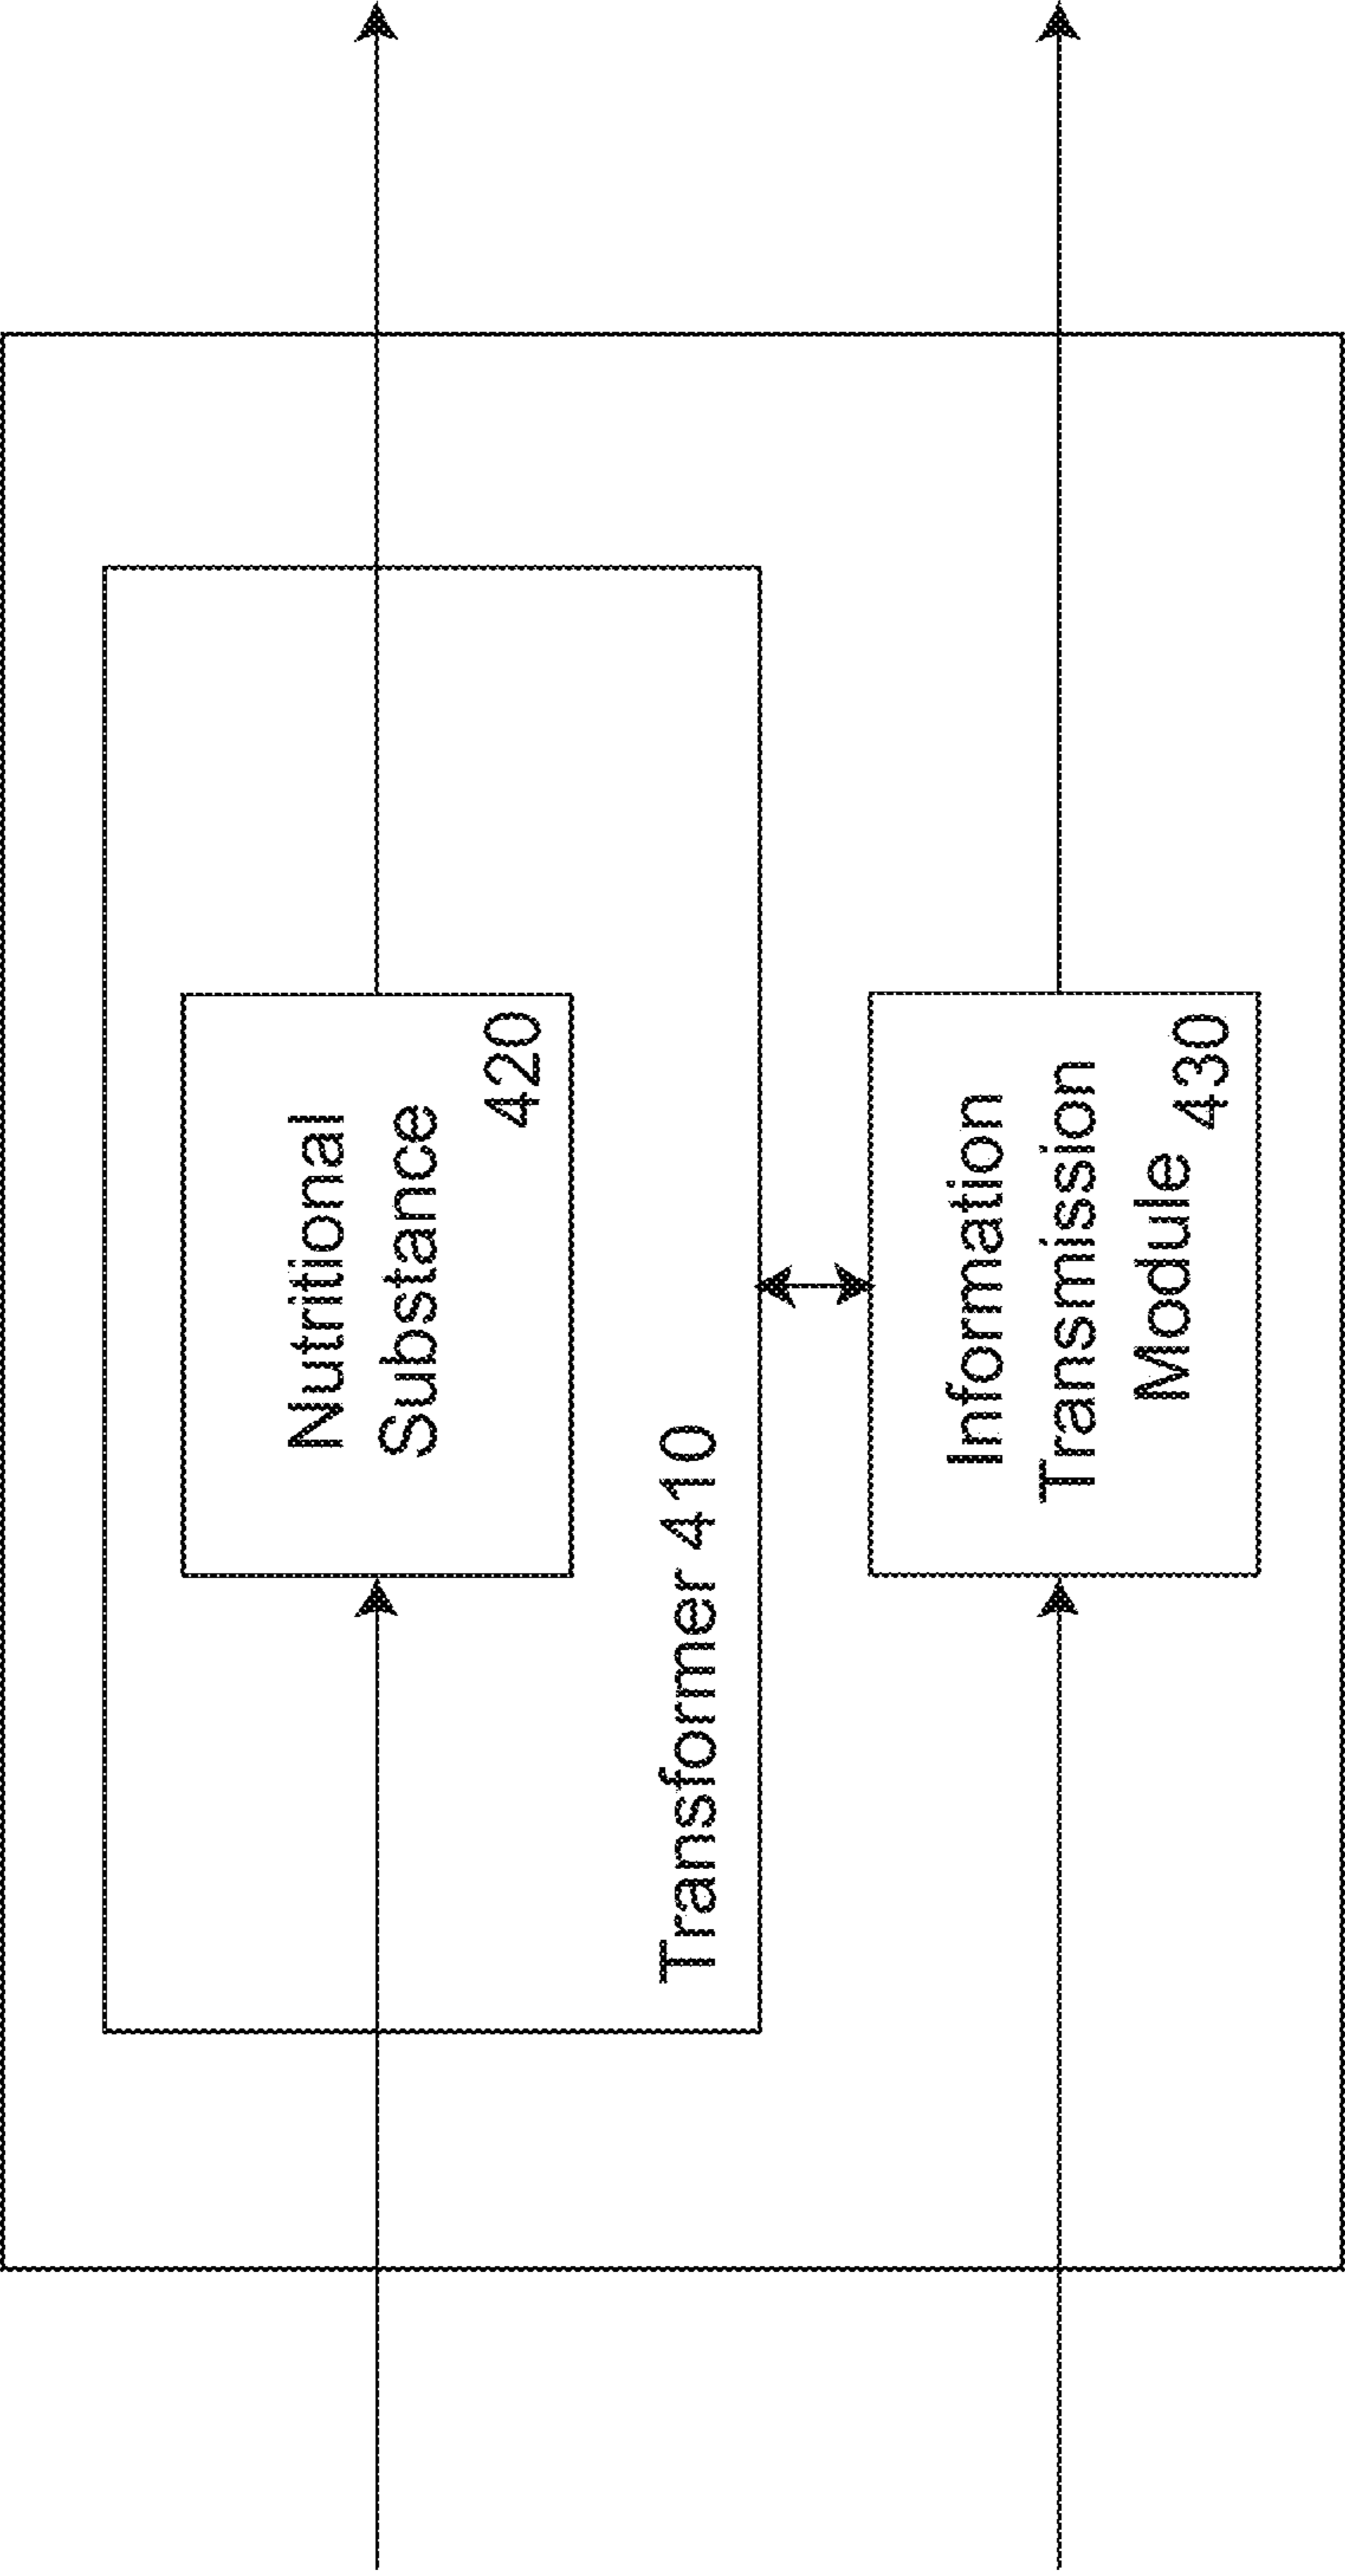 Nutritional
Substance
420
Transformer 410
Information
Transmission
Module 430